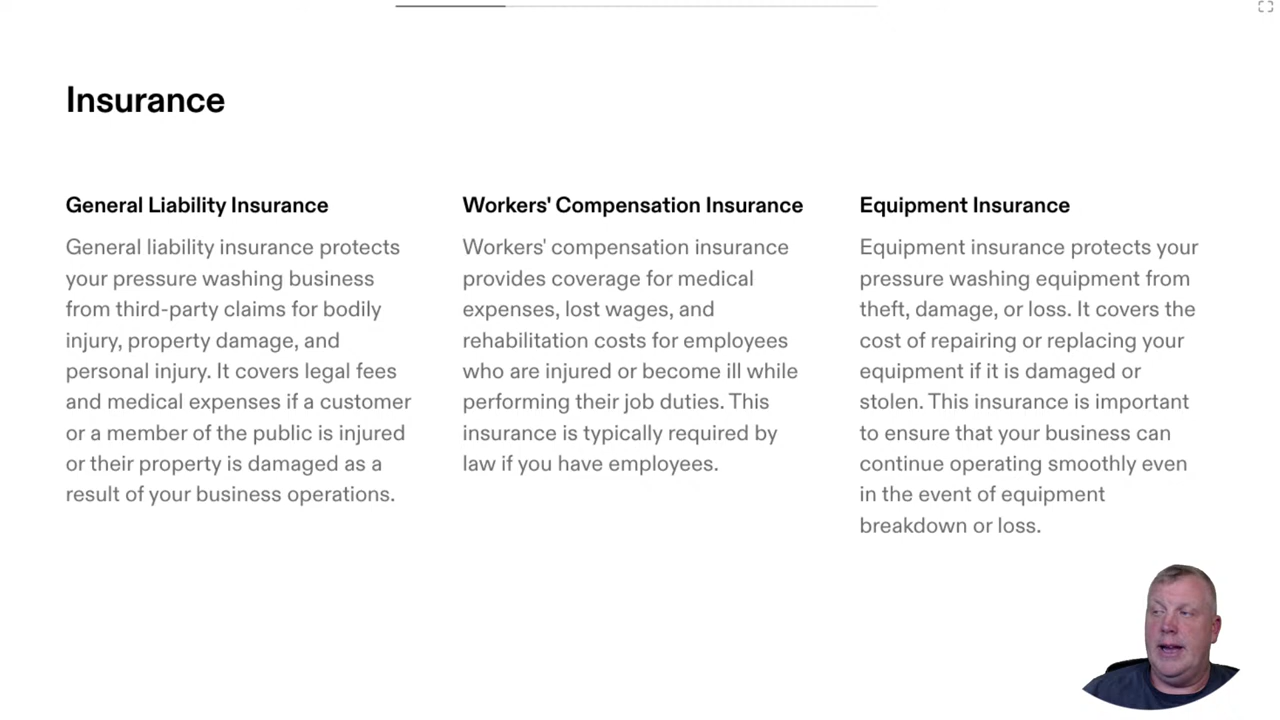 Insurance
General Liability Insurance
General liability insurance protects
your pressure washing business
from third-party claims for bodily
injury, property damage, and
personal injury. It covers legal fees
and medical expenses if a customer
or a member of the public is injured
or their property is damaged as a
result of your business operations.
Workers' Compensation Insurance
Workers' compensation insurance
provides coverage for medical
expenses, lost wages, and
rehabilitation costs for employees
who are injured or become ill while
performing their job duties. This
insurance is typically required by
law if you have employees.
Equipment Insurance
Equipment insurance protects your
pressure washing equipment from
theft, damage, or loss. It covers the
cost of repairing or replacing your
equipment if it is damaged or
stolen. This insurance is important
to ensure that your business can
continue operating smoothly even
in the event of equipment
breakdown or loss.